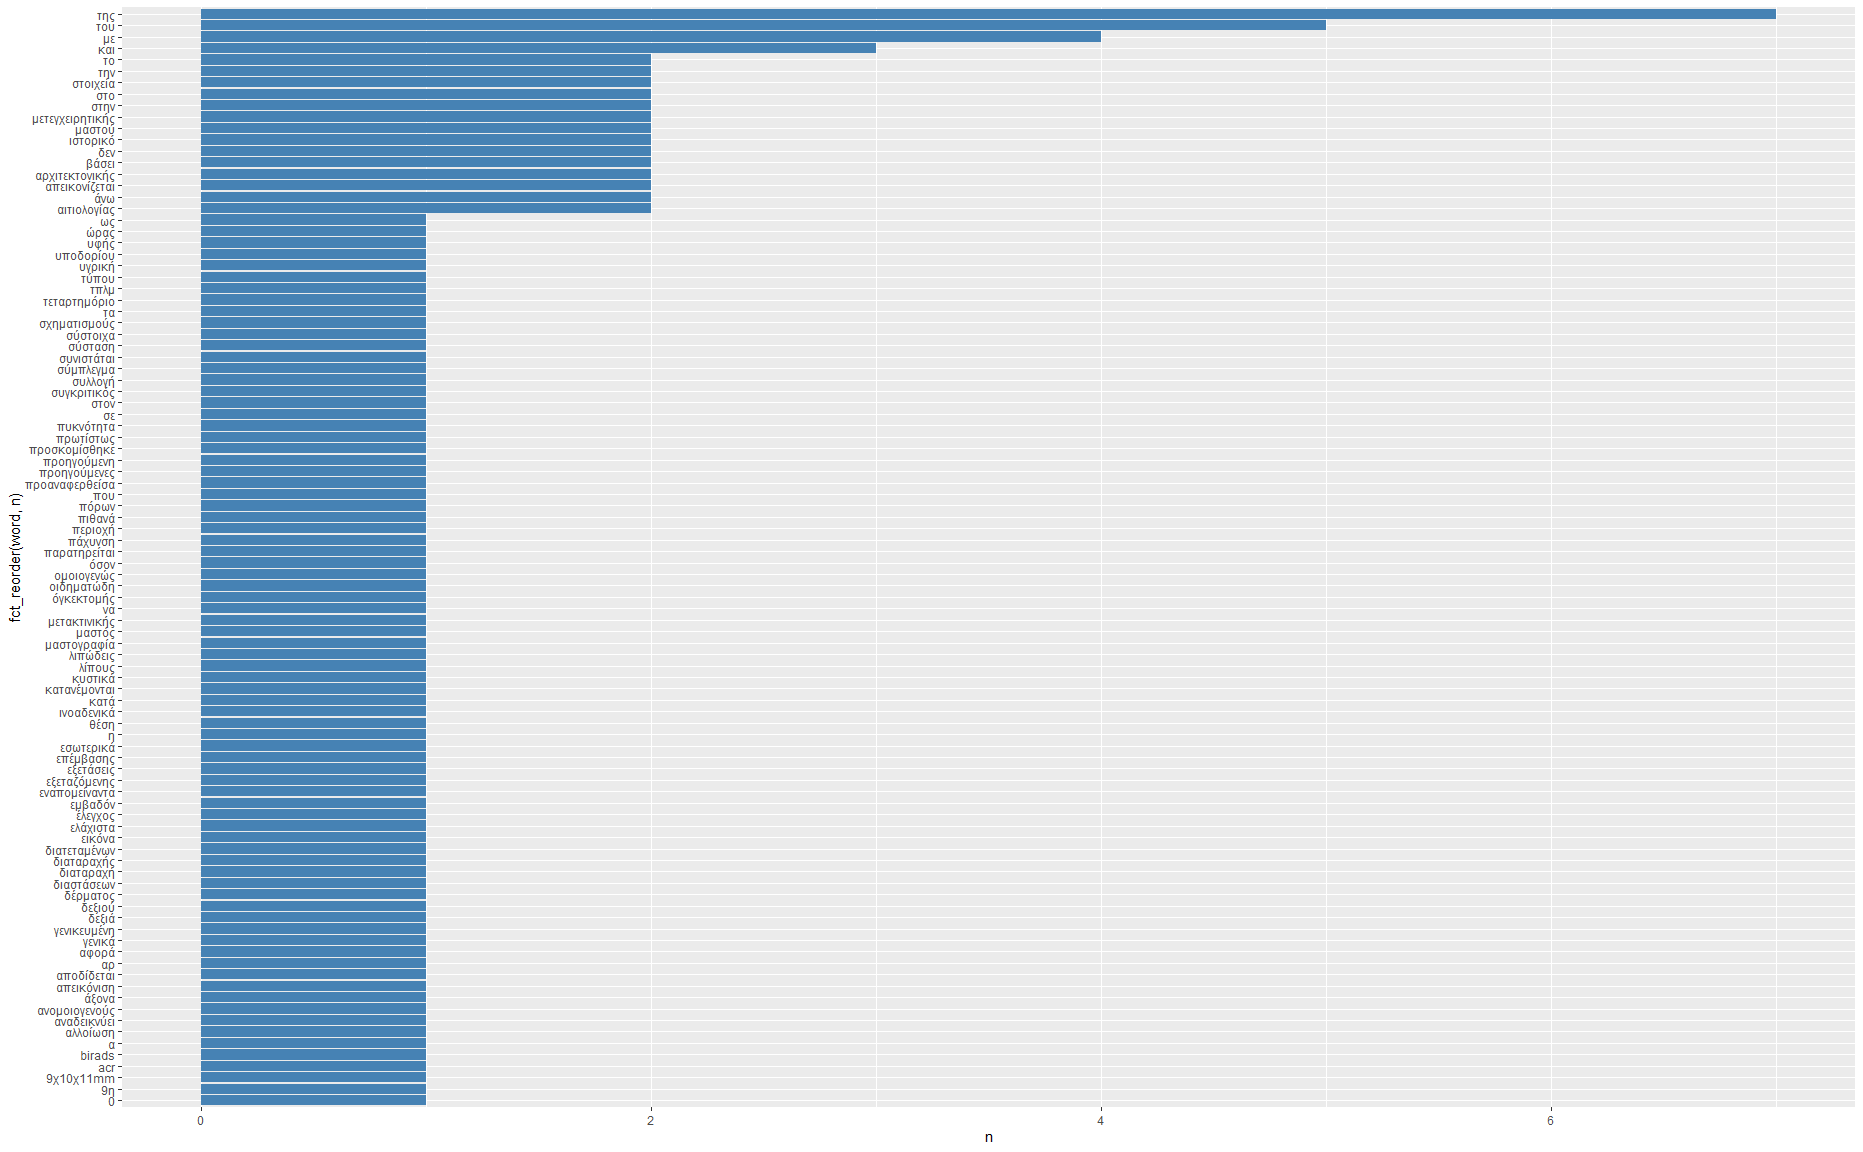 της
του
με
και
το
την
στοιχεία
στο
στην
μετεγχειρητικής
μαστού
ιστορικό
δεν
βάσει
αρχιτεκτονικής
απεικονίζεται
άνω
αιτιολογίας
ως
ώρας
υφής
υποδορίου
υγρική
τύπου
τπλμ
τεταρτημόριο
τα
σχηματισμούς
σύστοιχα
σύσταση
συνιστάται
σύμπλεγμα
συλλογή
συγκριτικός
στον
σε
πυκνότητα
πρωτίστως
προσκομίσθηκε
προηγούμενη
προηγούμενες
προαναφερθείσα
που
πόρων
πιθανά
περιοχή
πάχυνση
παρατηρείται
όσον
ομοιογενώς
οιδηματώδη
όγκεκτομής
να
μετακτινικής
μαστός
μαστογραφία
λιπώδεις
λίπους
κυστικά
κατανέμονται
κατά
ινοαδενικά
θέση
η
εσωτερικά
επέμβασης
εξετάσεις
εξεταζόμενης
εναπομείναντα
εμβαδόν
έλεγχος
ελάχιστα
εικόνα
διατεταμένων
διαταραχής
διαταραχή
διαστάσεων
δέρματος
δεξιού
δεξιά
γενικευμένη
γενικά
αφορά
αρ
αποδίδεται
απεικόνιση
άξονα
ανομοιογενούς
αναδεικνύει
αλλοίωση
α
birads
acr
9χ10χ11mm
9η
0
fct_reorder(word, n)
0 2 4 6
n